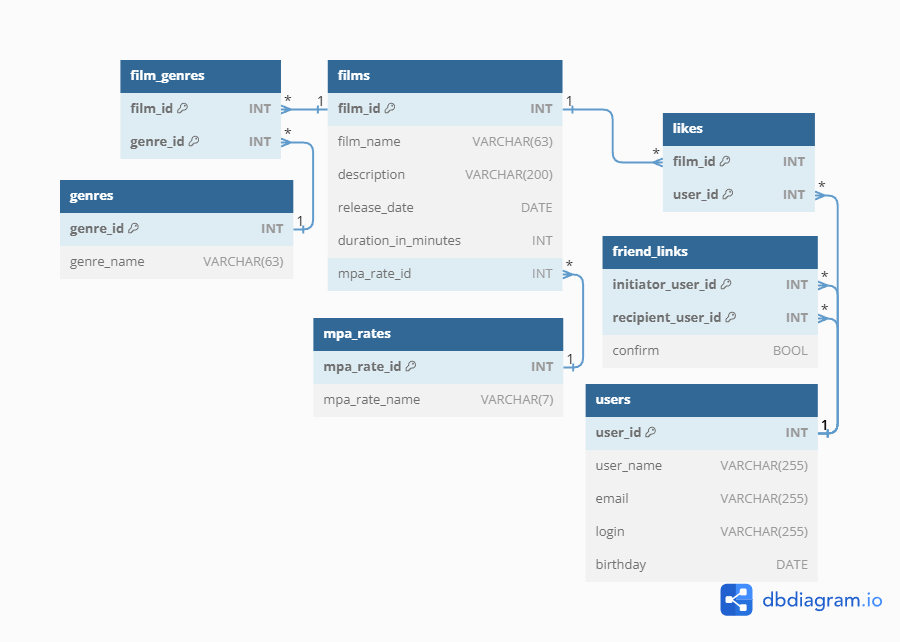 film_genres
film_id INT
genre_id INT
*
*
1
films
film_id INT
film_name VARCHAR(63)
description VARCHAR(200)
release_date DATE
duration_in_minutes INT
mpa_rate_id INT
1
*
likes
film_id INT
user_id INT
*
*
genres
genre_id INT
genre_name VARCHAR(63)
1
friend_links
initiator_user_id INT
recipient_user_id INT
confirm BOOL
*
*
mpa_rates
mpa_rate_id INT
mpa_rate_name VARCHAR(7)
1
users
user_id INT
user_name VARCHAR(255)
email VARCHAR(255)
login VARCHAR(255)
birthday DATE
1
dbdiagram.io